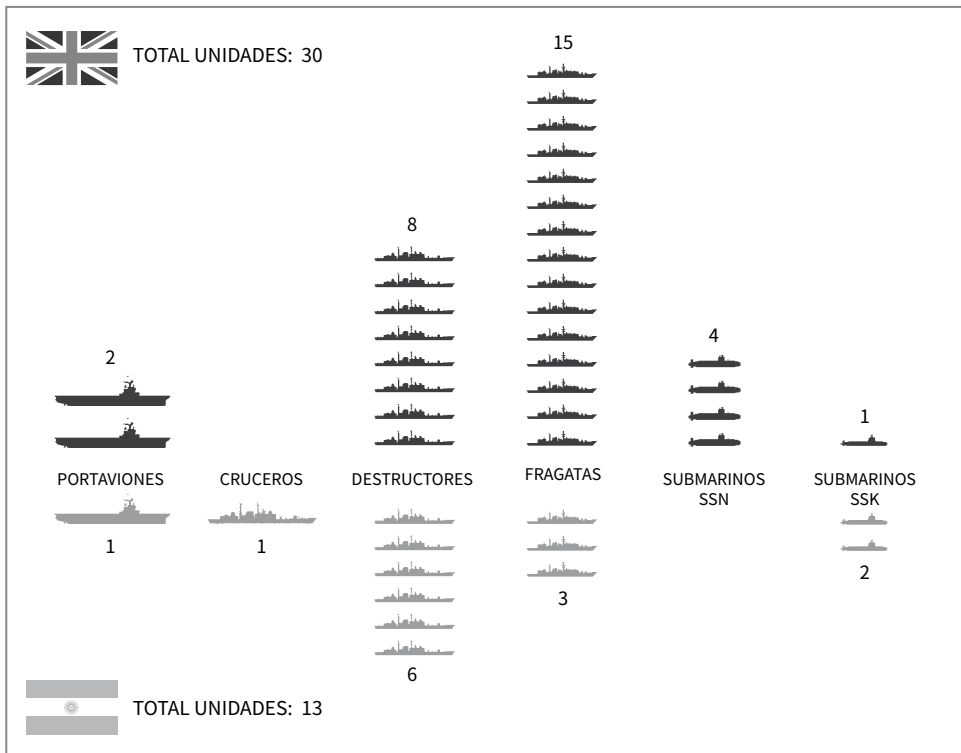 TOTAL UNIDADES: 30
15
8
4
2
1
PORTAVIONES
CRUCEROS
DESTRUCTORES
FRAGATAS
SUBMARINOS
SSN
SUBMARINOS
SSK
1
1
6
3
2
TOTAL UNIDADES: 13